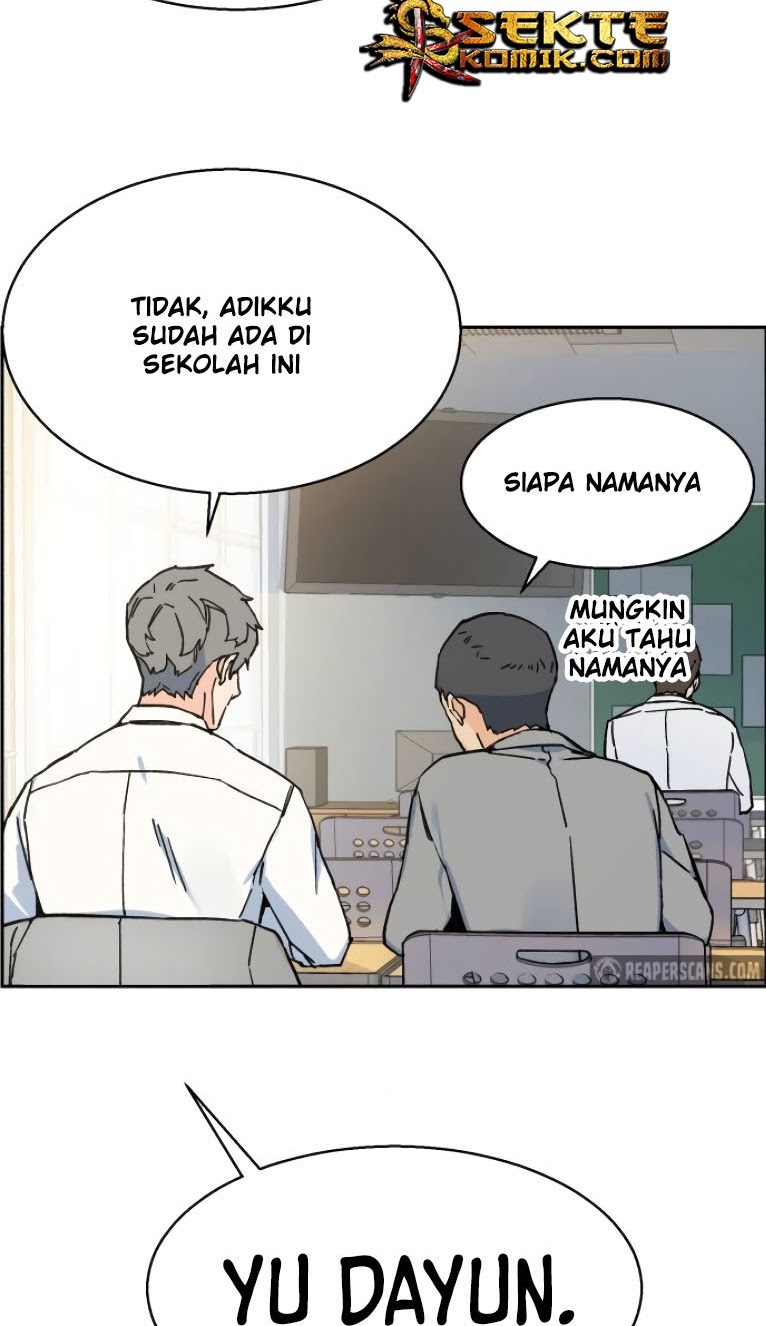 SEKTE
KOMIK.COM
TIDAK, ADIKKU
SUDAH ADA DI
SEKOLAH INI
SIAPA NAMANYA
MUNGKIN
AKU TAHU
NAMANYA
REAPERSCANS.COM
YU DAYUN.